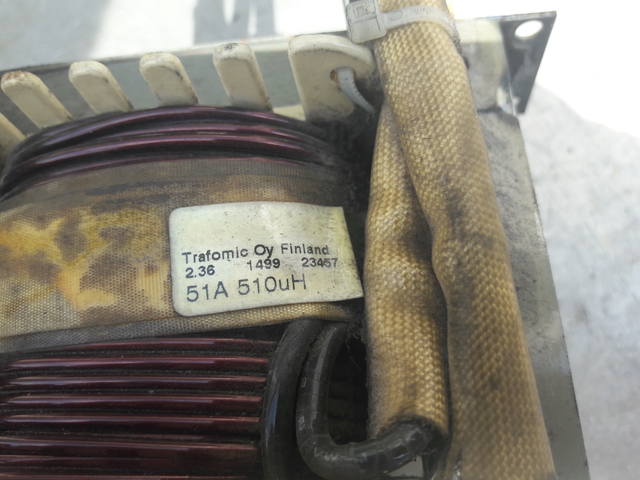 Trafomic Oy Finland
2.36 1499 23457
51A 510uH